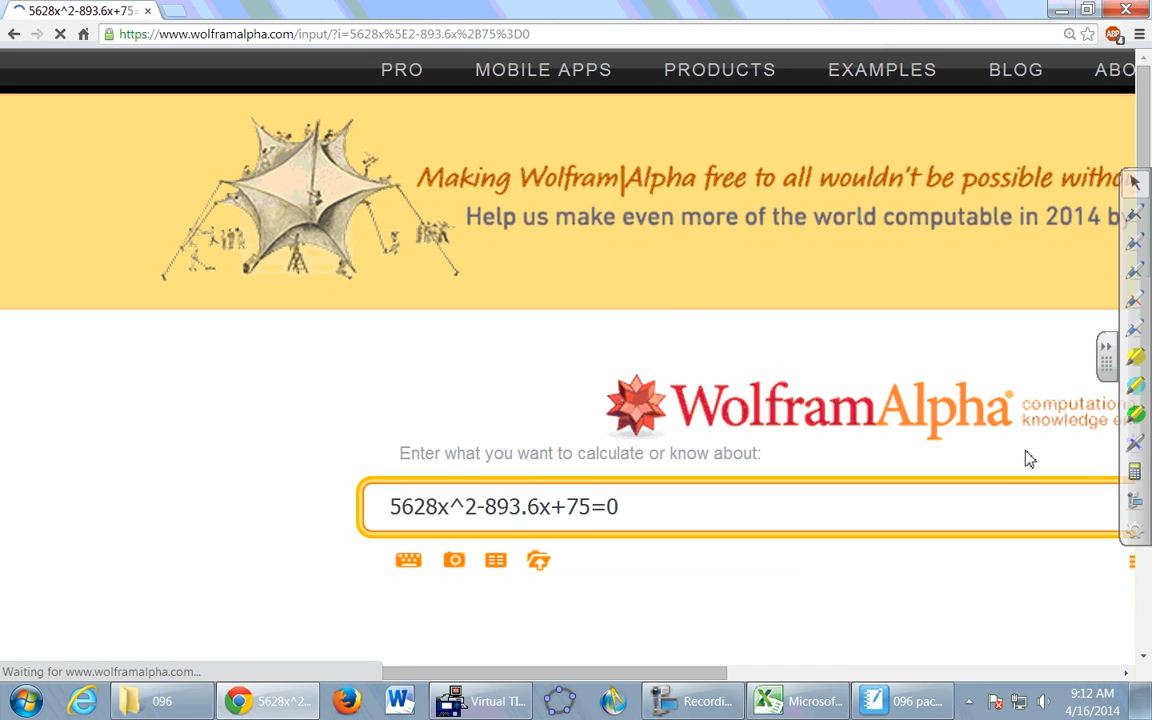 5628x^2-893.6x+75=
https://www.wolframalpha.com/input/?i=5628x%5E2-893.6x%2B75%3D0
ABP
4
PRO MOBILE APPS PRODUCTS EXAMPLES BLOG ABO
Making Wolfram|Alpha free to all wouldn't be possible witho
Help us make even more of the world computable in 2014 b
WolframAlpha computation
knowledge e
Enter what you want to calculate or know about:
5628x^2-893.6x+75=0
Waiting for www.wolframalpha.com...
096 5628x^2... Virtual TI... Recordi... Microsof... 096 pac...
9:12 AM
4/16/2014